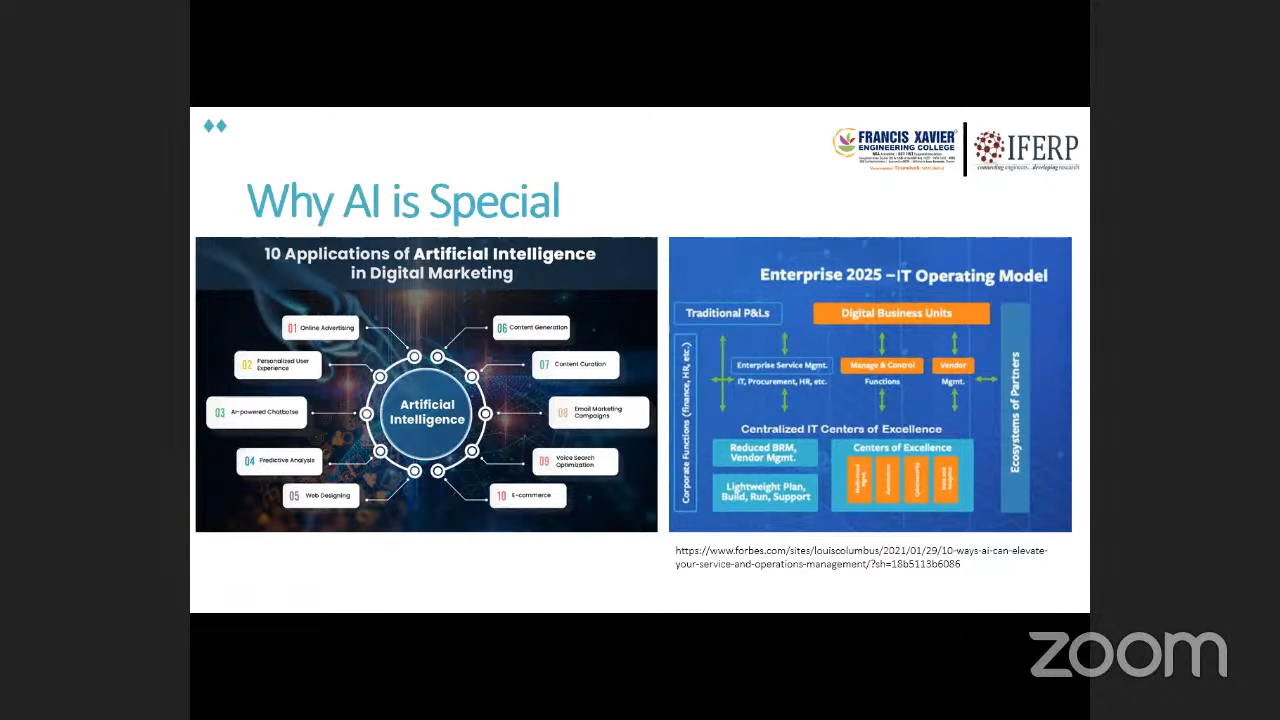 FRANCIS XAVIER
ENGINEERING COLLEGE
IFERP
connecting engineers...developing research
Why AI is Special
10 Applications of Artificial Intelligence
in Digital Marketing
01 Online Advertising
02 Personalized User
Experience
03 AI-powered Chatbotse
04 Predictive Analysis
05 Web Designing
Artificial
Intelligence
06 Content Generation
07 Content Curation
08 Email Marketing
Campaigns
09 Voice Search
Optimization
10 E-commerce
Enterprise 2025 –IT Operating Model
Traditional P&Ls
Digital Business Units
Corporate Functions (finance, HR, etc.)
Enterprise Service Mgmt.
IT, Procurement, HR, etc.
Manage & Control
Functions
Vendor
Mgmt.
Ecosystems of Partners
Centralized IT Centers of Excellence
Reduced BRM,
Vendor Mgmt.
Lightweight Plan,
Build, Run, Support
Centers of Excellence
Automation
Cybersecurity
https://www.forbes.com/sites/louiscolumbus/2021/01/29/10-ways-ai-can-elevate-
your-service-and-operations-management/?sh=18b5113b6086
zoom